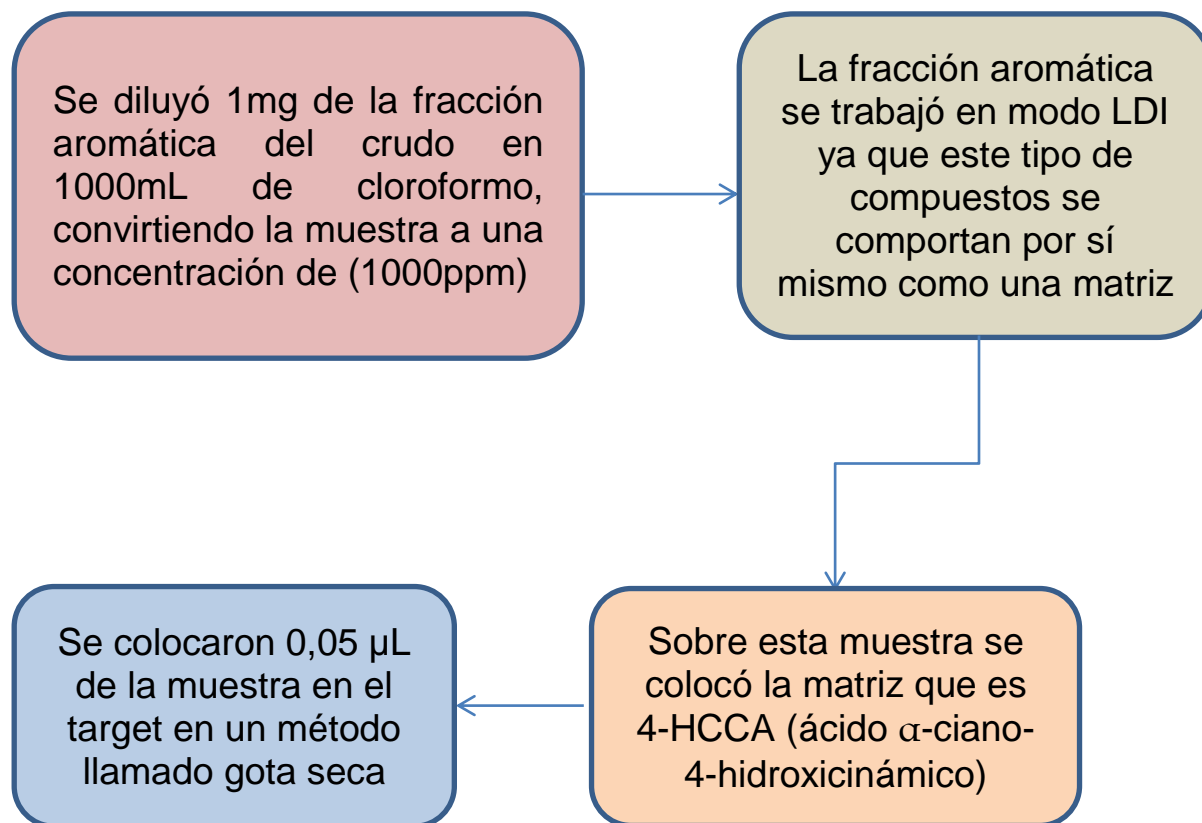 Se diluyó 1mg de la fracción
aromática del crudo en
1000mL de cloroformo,
convirtiendo la muestra a una
concentración de (1000ppm)
La fracción aromática
se trabajó en modo LDI
ya que este tipo de
compuestos se
comportan por sí
mismo como una matriz
Sobre esta muestra se
colocó la matriz que es
4-HCCA (ácido α-ciano-
4-hidroxicinámico)
Se colocaron 0,05 µL
de la muestra en el
target en un método
llamado gota seca